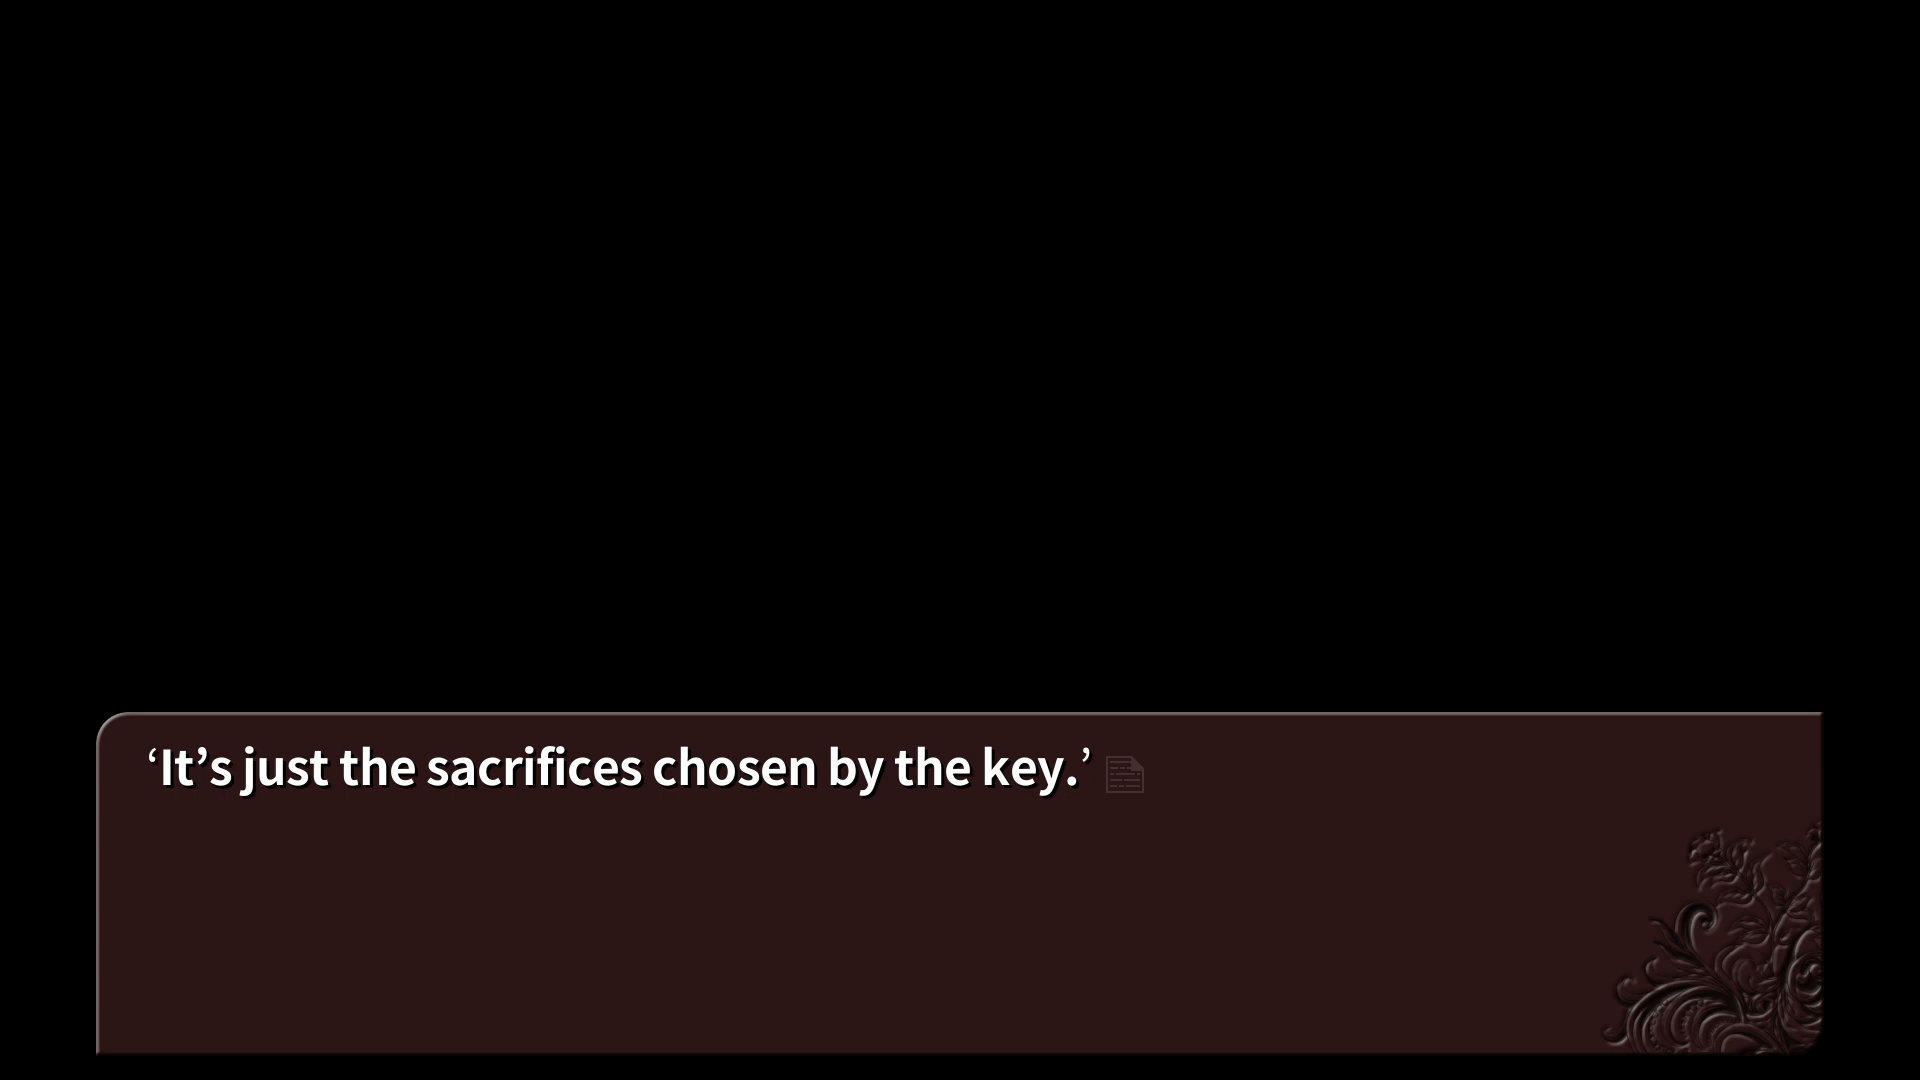 ‘It’s just the sacrifices chosen by the key.’